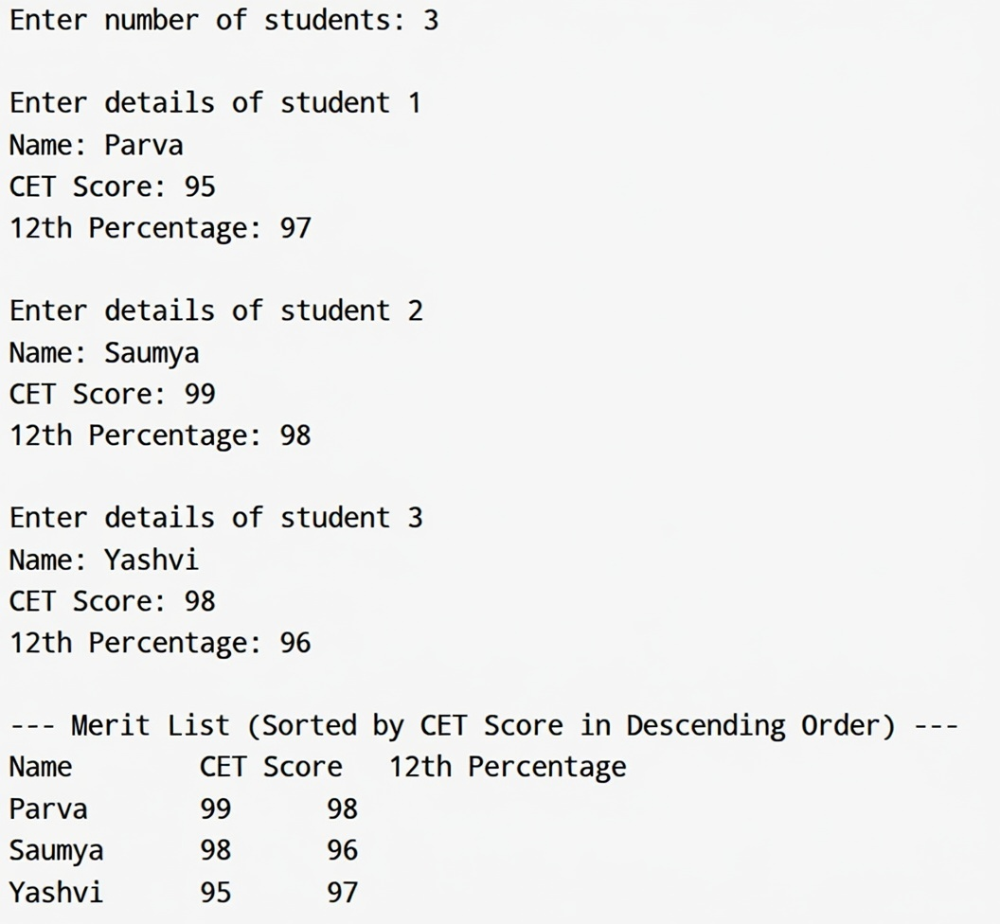 Enter number of students: 3
Enter details of student 1
Name: Parva
CET Score: 95
12th Percentage: 97
Enter details of student 2
Name: Saumya
CET Score: 99
12th Percentage: 98
Enter details of student 3
Name: Yashvi
CET Score: 98
12th Percentage: 96
--- Merit List (Sorted by CET Score in Descending Order) ---
Name CET Score 12th Percentage
Parva 99 98
Saumya 98 96
Yashvi 95 97